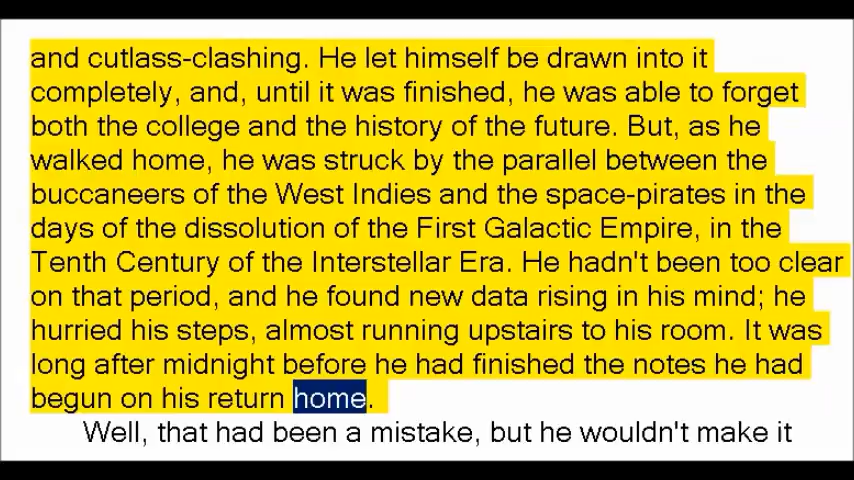 and cutlass-clashing. He let himself be drawn into it
completely, and, until it was finished, he was able to forget
both the college and the history of the future. But, as he
walked home, he was struck by the parallel between the
buccaneers of the West Indies and the space-pirates in the
days of the dissolution of the First Galactic Empire, in the
Tenth Century of the Interstellar Era. He hadn't been too clear
on that period, and he found new data rising in his mind; he
hurried his steps, almost running upstairs to his room. It was
long after midnight before he had finished the notes he had
begun on his return home.
Well, that had been a mistake, but he wouldn't make it